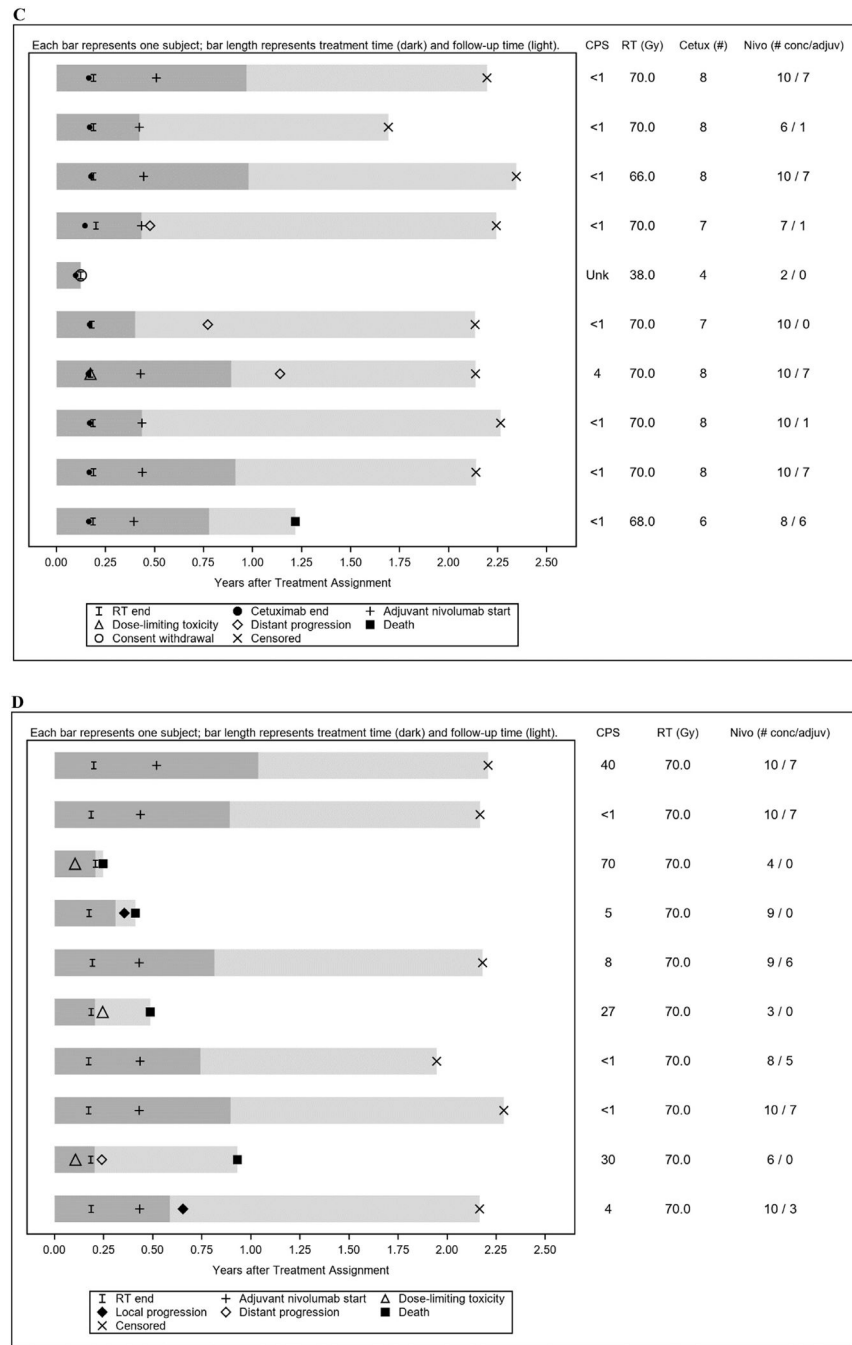 C
Each bar represents one subject; bar length represents treatment time (dark) and follow-up time (light). CPS RT (Gy) Cetux (#) Nivo (# conc/adjuv)
<1 70.0 8 10 / 7
<1 70.0 8 6 / 1
<1 66.0 8 10 / 7
<1 70.0 7 7 / 1
Unk 38.0 4 2 / 0
<1 70.0 7 10 / 0
4 70.0 8 10 / 7
<1 70.0 8 10 / 1
<1 70.0 8 10 / 7
<1 68.0 6 8 / 6
0.00 0.25 0.50 0.75 1.00 1.25 1.50 1.75 2.00 2.25 2.50
Years after Treatment Assignment
RT end Cetuximab end Adjuvant nivolumab start
Dose-limiting toxicity Distant progression Death
Consent withdrawal Censored
D
Each bar represents one subject; bar length represents treatment time (dark) and follow-up time (light). CPS RT (Gy) Nivo (# conc/adjuv)
40 70.0 10 / 7
<1 70.0 10 / 7
70 70.0 4 / 0
5 70.0 9 / 0
8 70.0 9 / 6
27 70.0 3 / 0
<1 70.0 8 / 5
<1 70.0 10 / 7
30 70.0 6 / 0
4 70.0 10 / 3
0.00 0.25 0.50 0.75 1.00 1.25 1.50 1.75 2.00 2.25 2.50
Years after Treatment Assignment
RT end Adjuvant nivolumab start Dose-limiting toxicity
Local progression Distant progression Death
Censored